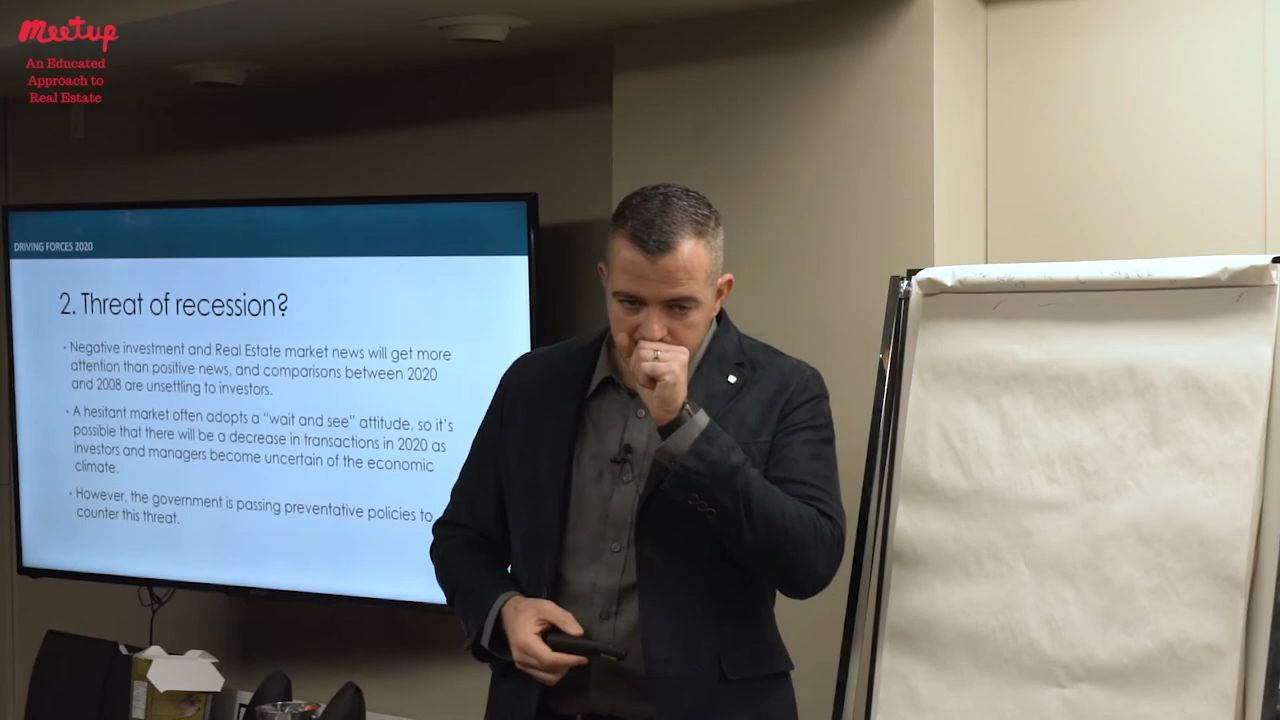 Meetup
An Educated
Approach to
Real Estate
DRIVING FORCES 2020
2. Threat of recession?
· Negative investment and Real Estate market news will get more
attention than positive news, and comparisons between 2020
and 2008 are unsettling to investors.
· A hesitant market often adopts a “wait and see” attitude, so it’s
possible that there will be a decrease in transactions in 2020 as
investors and managers become uncertain of the economic
climate.
· However, the government is passing preventative policies to
counter this threat.